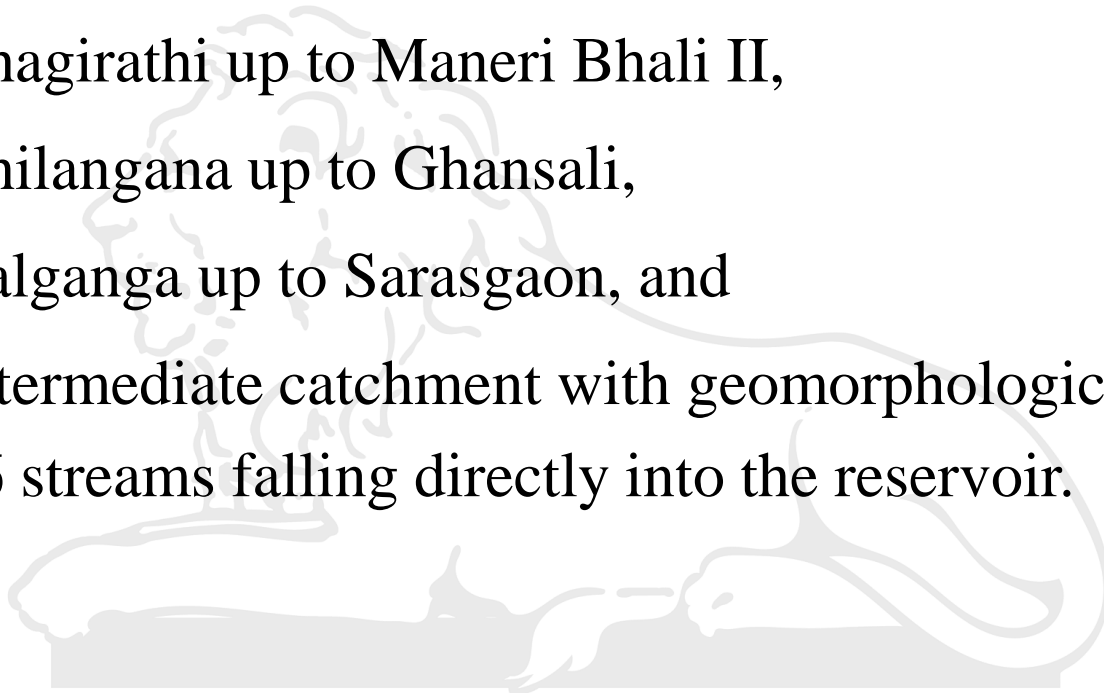 hagirathi up to Maneri Bhali II,
hilangana up to Ghansali,
alganga up to Sarasgaon, and
termediate catchment with geomorphologic
streams falling directly into the reservoir.